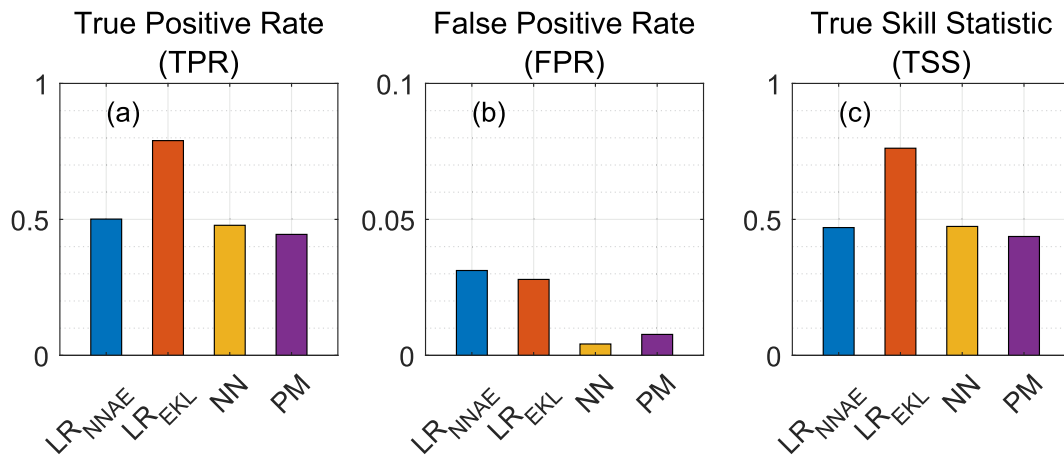 True Positive Rate
(TPR)
(a)
1
0.5
0
LR_NNAE
LR_EKL
NN
PM
False Positive Rate
(FPR)
(b)
0.1
0.05
0
LR_NNAE
LR_EKL
NN
PM
True Skill Statistic
(TSS)
(c)
1
0.5
0
LR_NNAE
LR_EKL
NN
PM